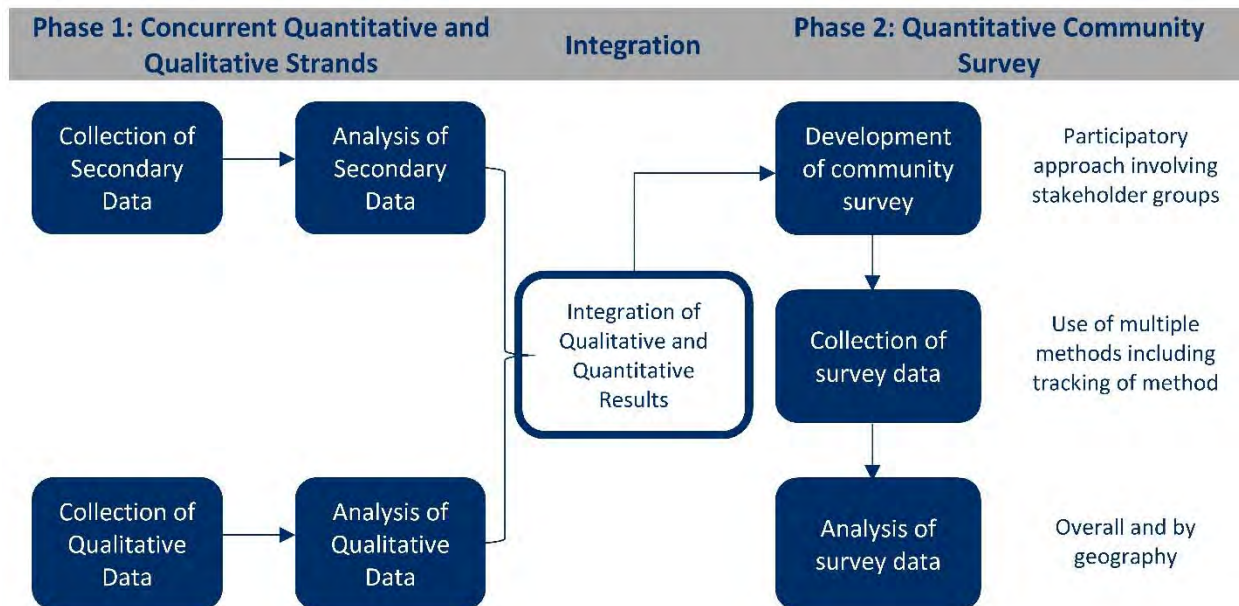 Phase 1: Concurrent Quantitative and
Qualitative Strands
Integration
Phase 2: Quantitative Community
Survey
Collection of
Secondary
Data
Analysis of
Secondary
Data
Development
of community
survey
Participatory
approach involving
stakeholder groups
Integration of
Qualitative and
Quantitative
Results
Collection of
survey data
Use of multiple
methods including
tracking of method
Collection of
Qualitative
Data
Analysis of
Qualitative
Data
Analysis of
survey data
Overall and by
geography